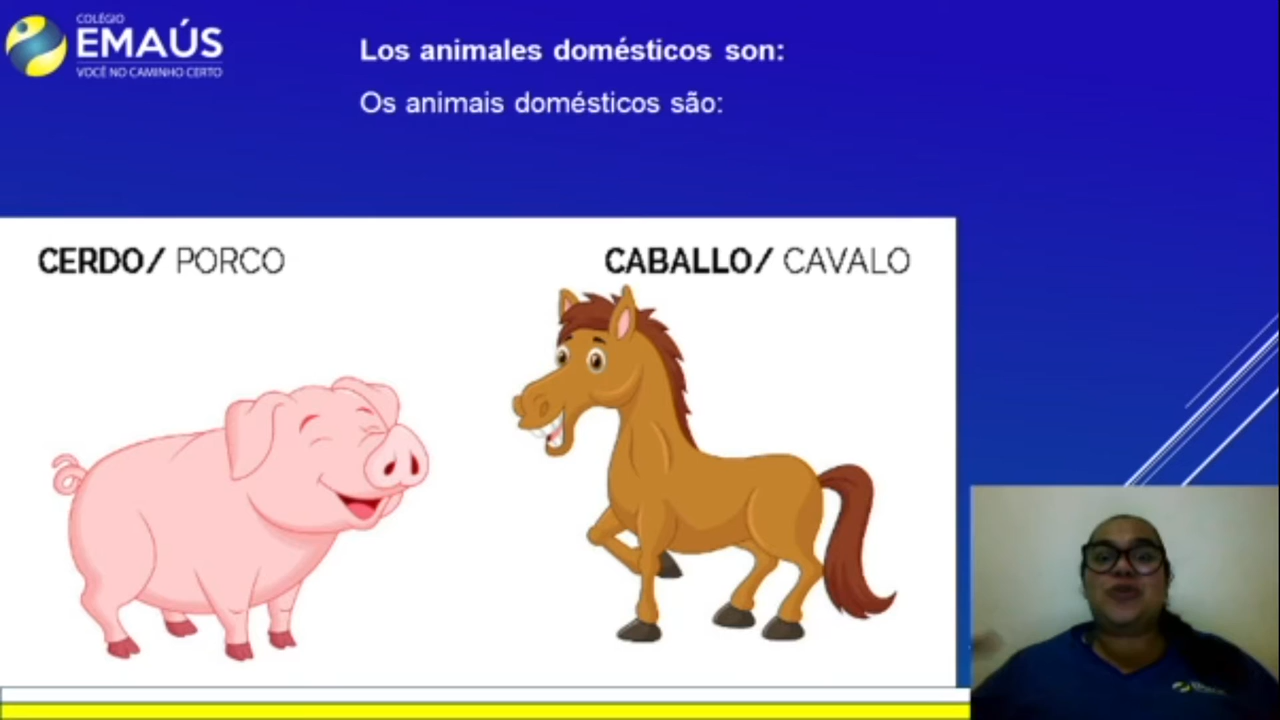 COLÉGIO
EMAÚS
VOCÊ NO CAMINHO CERTO
Los animales domésticos son:
Os animais domésticos são:
CERDO/ PORCO
CABALLO/ CAVALO